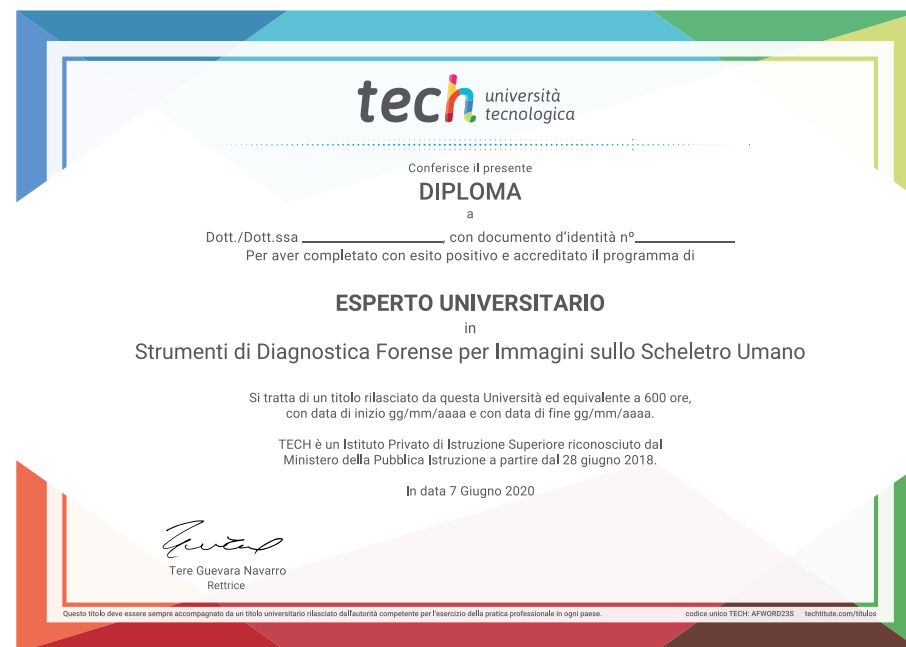 tech università
tecnologica
Conferisce il presente
DIPLOMA
a
Dott./Dott.ssa ____________________, con documento d'identità nº______________
Per aver completato con esito positivo e accreditato il programma di
ESPERTO UNIVERSITARIO
in
Strumenti di Diagnostica Forense per Immagini sullo Scheletro Umano
Si tratta di un titolo rilasciato da questa Università ed equivalente a 600 ore,
con data di inizio gg/mm/aaaa e con data di fine gg/mm/aaaa.
TECH è un Istituto Privato di Istruzione Superiore riconosciuto dal
Ministero della Pubblica Istruzione a partire dal 28 giugno 2018.
In data 7 Giugno 2020
Tere Guevara Navarro
Rettrice
Questo titolo deve essere sempre accompagnato da un titolo universitario rilasciato dall'autorità competente per l'esercizio della pratica professionale in ogni paese. codice unico TECH: AFWORD23S techtitute.com/titulos